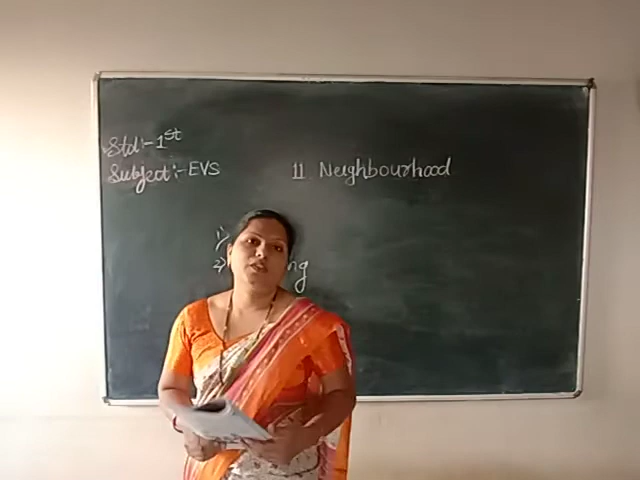 Std:- 1st
Subject:- EVS
11 Neighbourhood
1)
2) ng